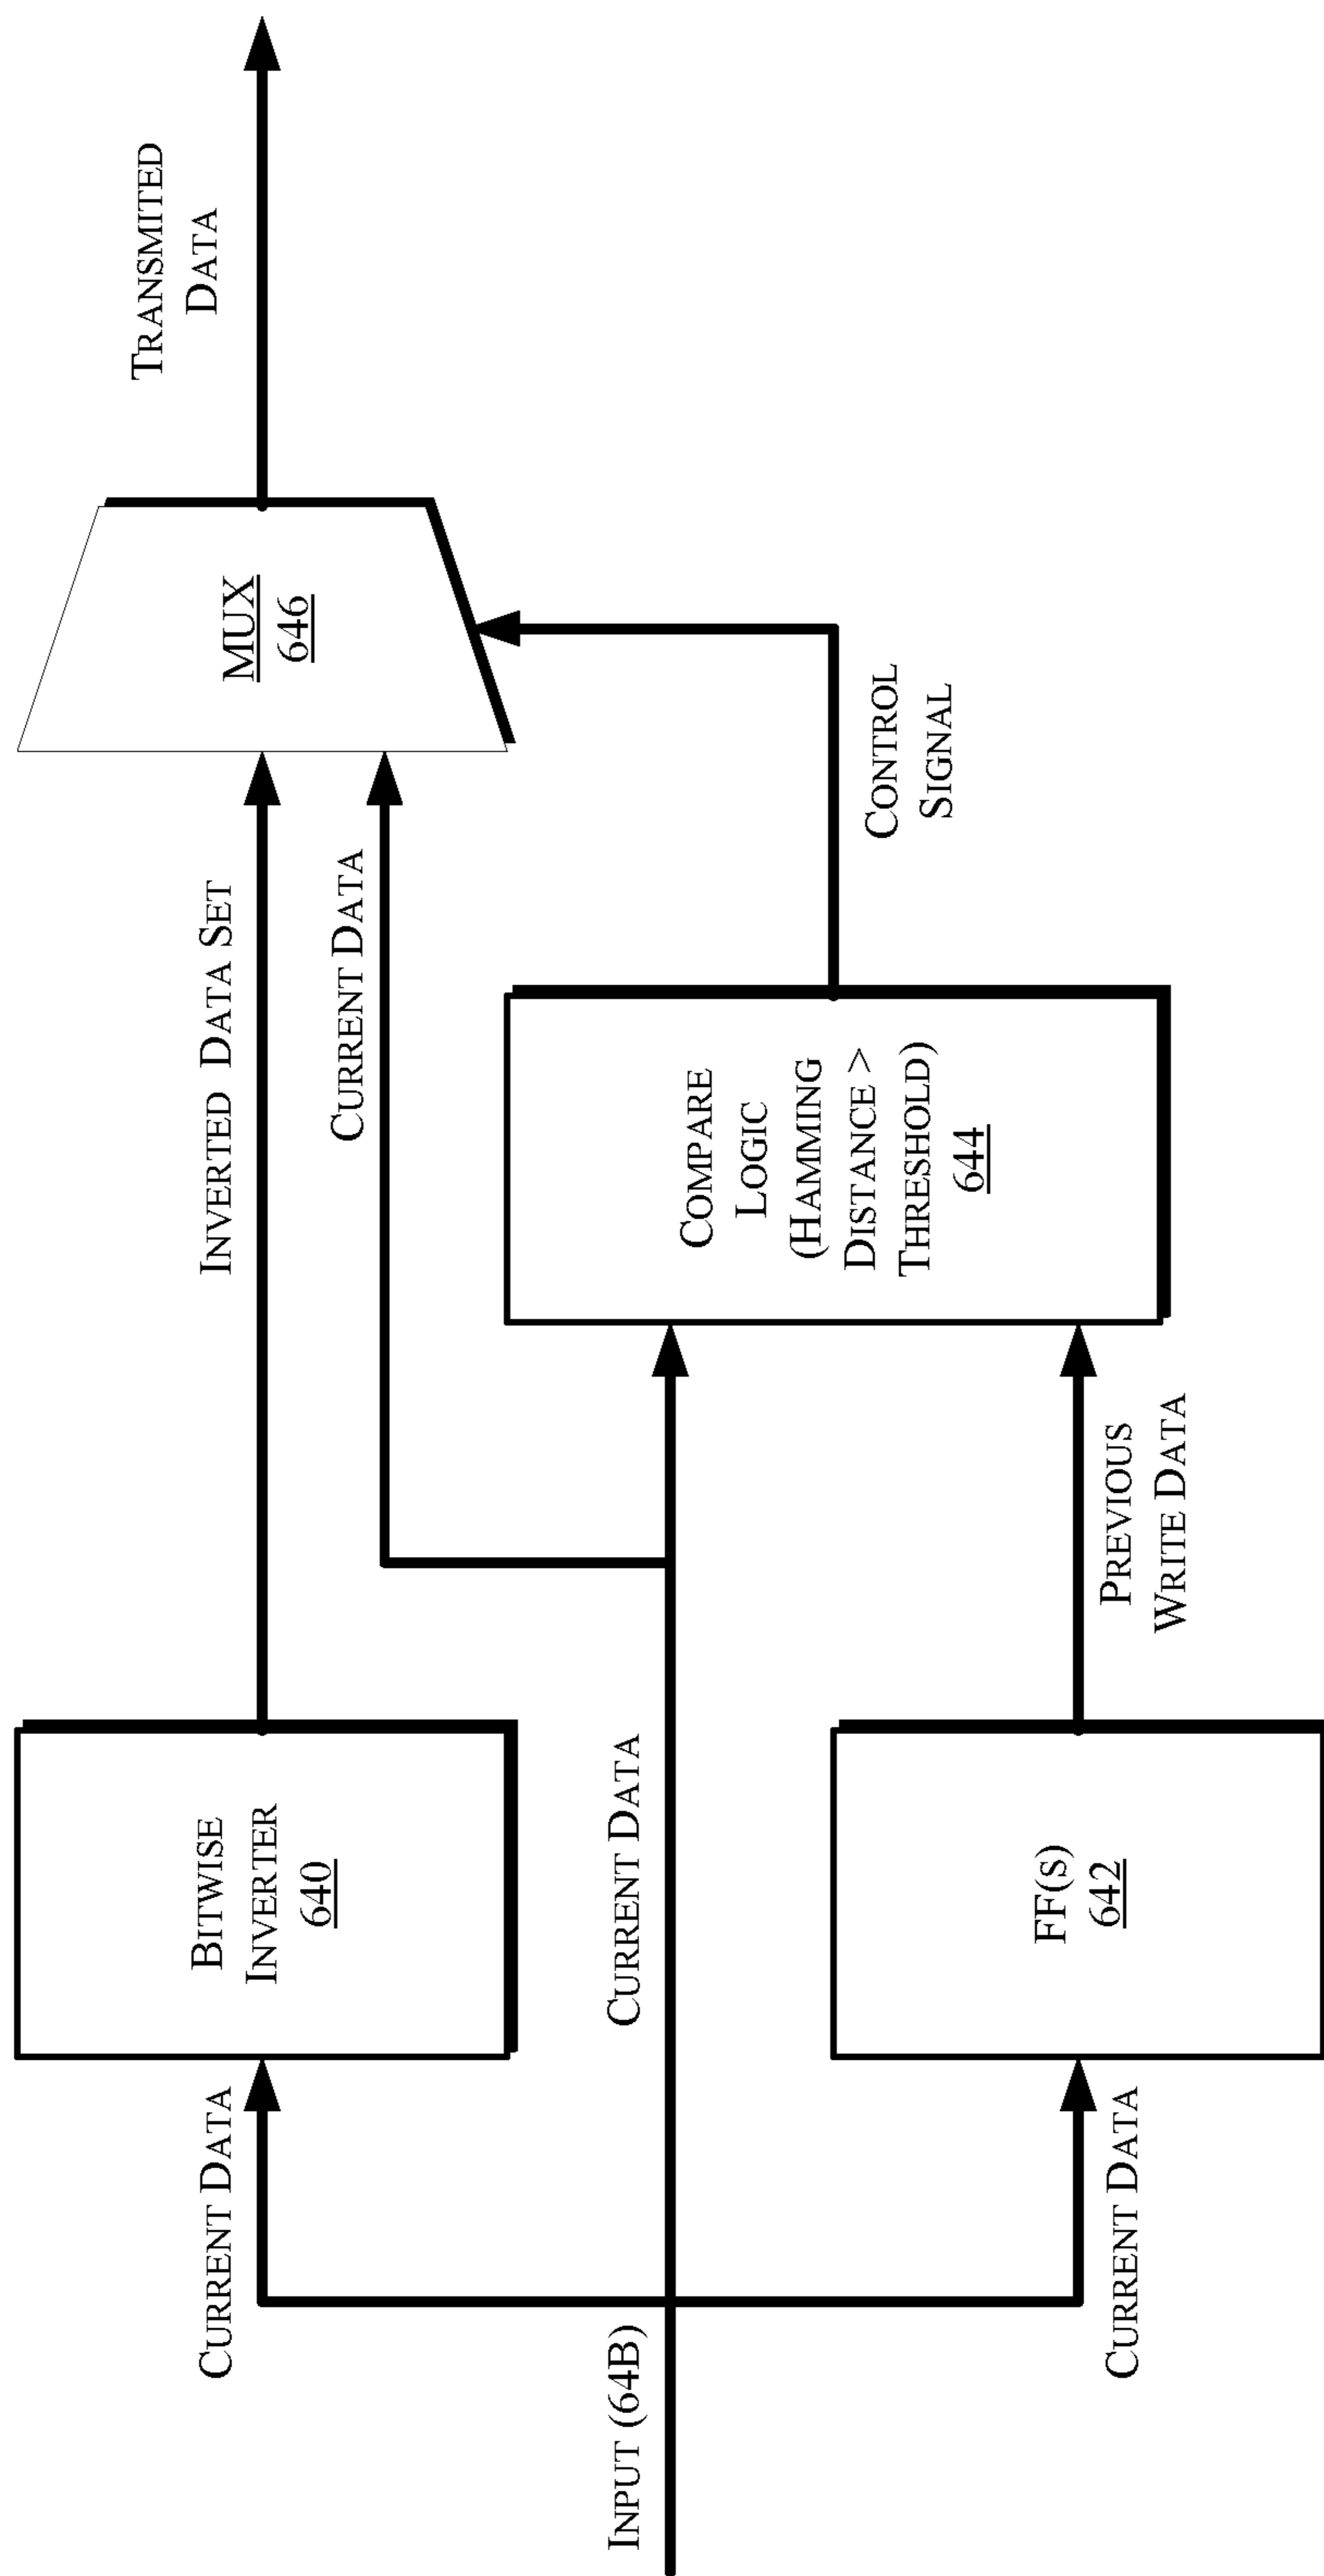 INPUT (64B)
CURRENT DATA
BITWISE
INVERTER
640
INVERTED DATA SET
CURRENT DATA
CURRENT DATA
CURRENT DATA
FF(S)
642
PREVIOUS
WRITE DATA
COMPARE
LOGIC
(HAMMING
DISTANCE >
THRESHOLD)
644
CONTROL
SIGNAL
MUX
646
TRANSMITED
DATA